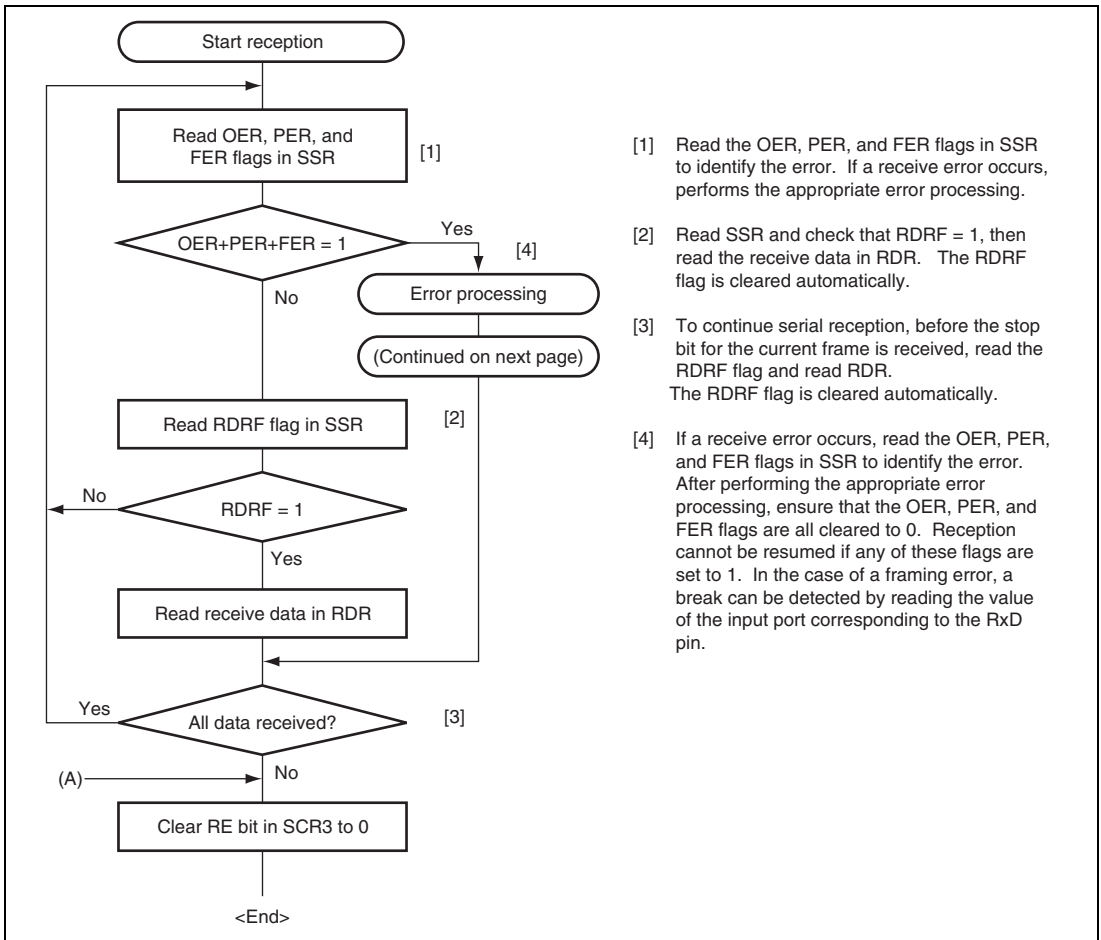 Start reception
Read OER, PER, and
FER flags in SSR
[1]
OER+PER+FER = 1
Yes
[4]
No
Error processing
(Continued on next page)
Read RDRF flag in SSR
[2]
No
RDRF = 1
Yes
Read receive data in RDR
Yes
All data received?
[3]
(A)
No
Clear RE bit in SCR3 to 0
<End>
[1] Read the OER, PER, and FER flags in SSR
to identify the error. If a receive error occurs,
performs the appropriate error processing.
[2] Read SSR and check that RDRF = 1, then
read the receive data in RDR. The RDRF
flag is cleared automatically.
[3] To continue serial reception, before the stop
bit for the current frame is received, read the
RDRF flag and read RDR.
The RDRF flag is cleared automatically.
[4] If a receive error occurs, read the OER, PER,
and FER flags in SSR to identify the error.
After performing the appropriate error
processing, ensure that the OER, PER, and
FER flags are all cleared to 0. Reception
cannot be resumed if any of these flags are
set to 1. In the case of a framing error, a
break can be detected by reading the value
of the input port corresponding to the RxD
pin.